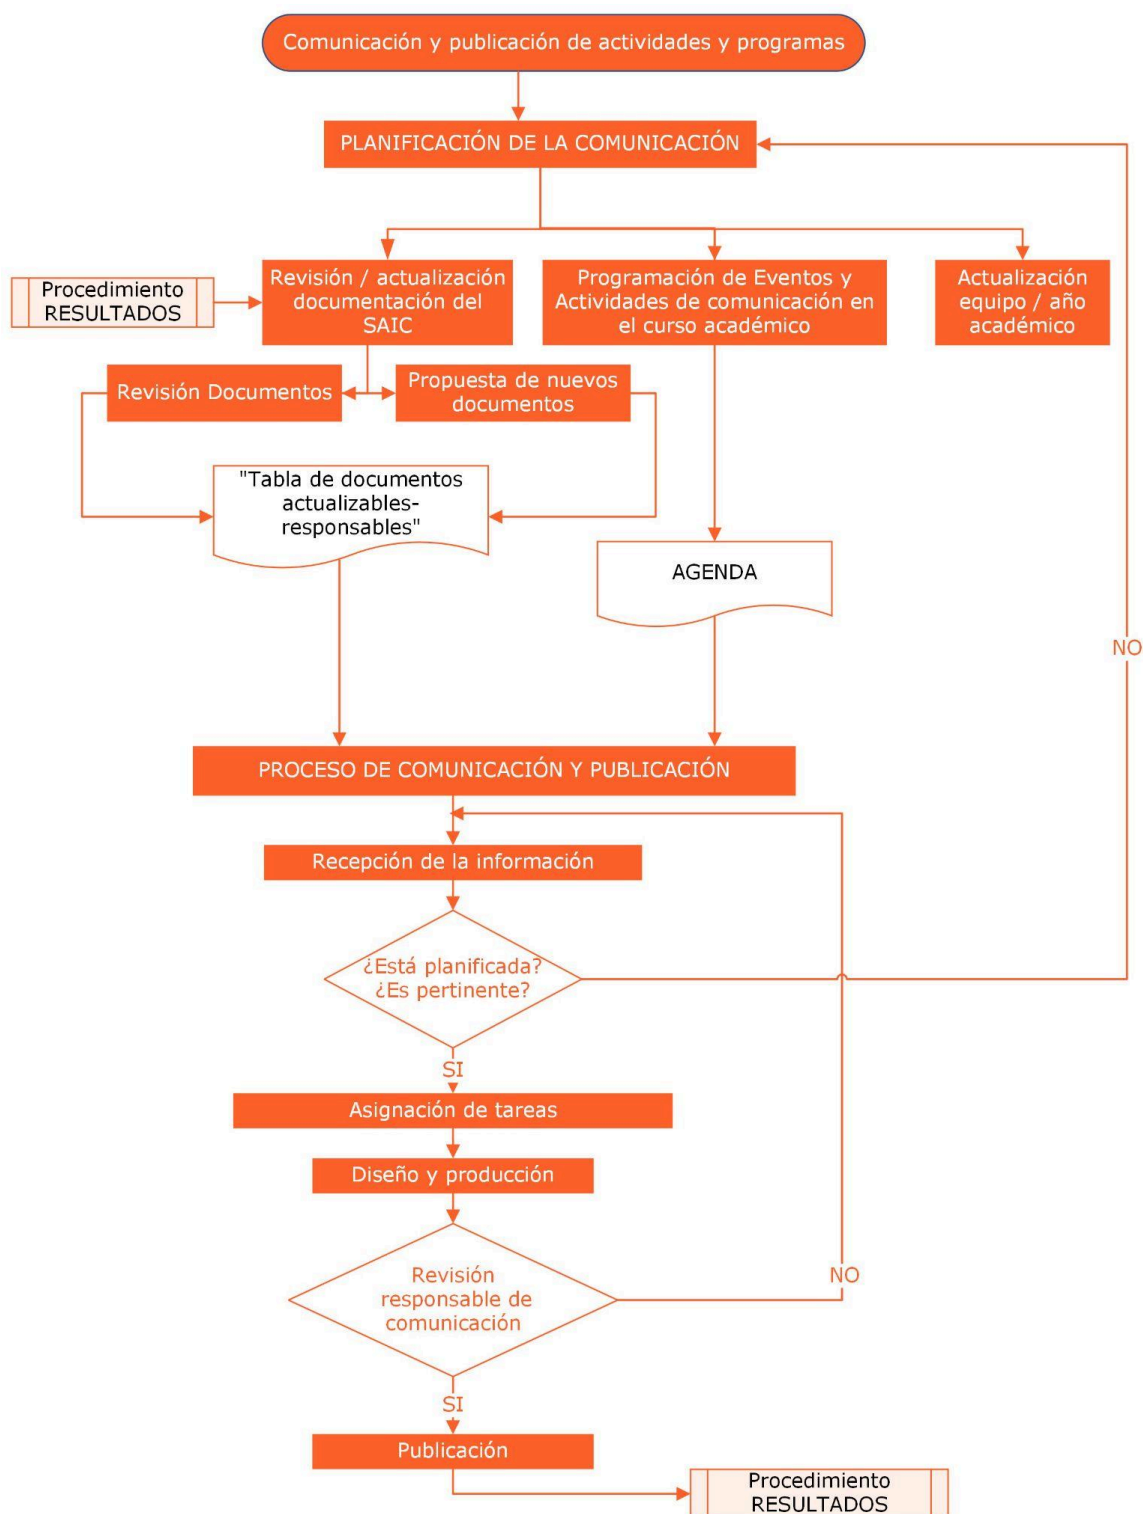 Comunicación y publicación de actividades y programas
PLANIFICACIÓN DE LA COMUNICACIÓN
Procedimiento
RESULTADOS
Revisión / actualización
documentación del
SAIC
Programación de Eventos y
Actividades de comunicación en
el curso académico
Actualización
equipo / año
académico
Revisión Documentos
Propuesta de nuevos
documentos
"Tabla de documentos
actualizables-
responsables"
AGENDA
NO
PROCESO DE COMUNICACIÓN Y PUBLICACIÓN
Recepción de la información
¿Está planificada?
¿Es pertinente?
SI
Asignación de tareas
Diseño y producción
Revisión
responsable de
comunicación
NO
SI
Publicación
Procedimiento
RESULTADOS